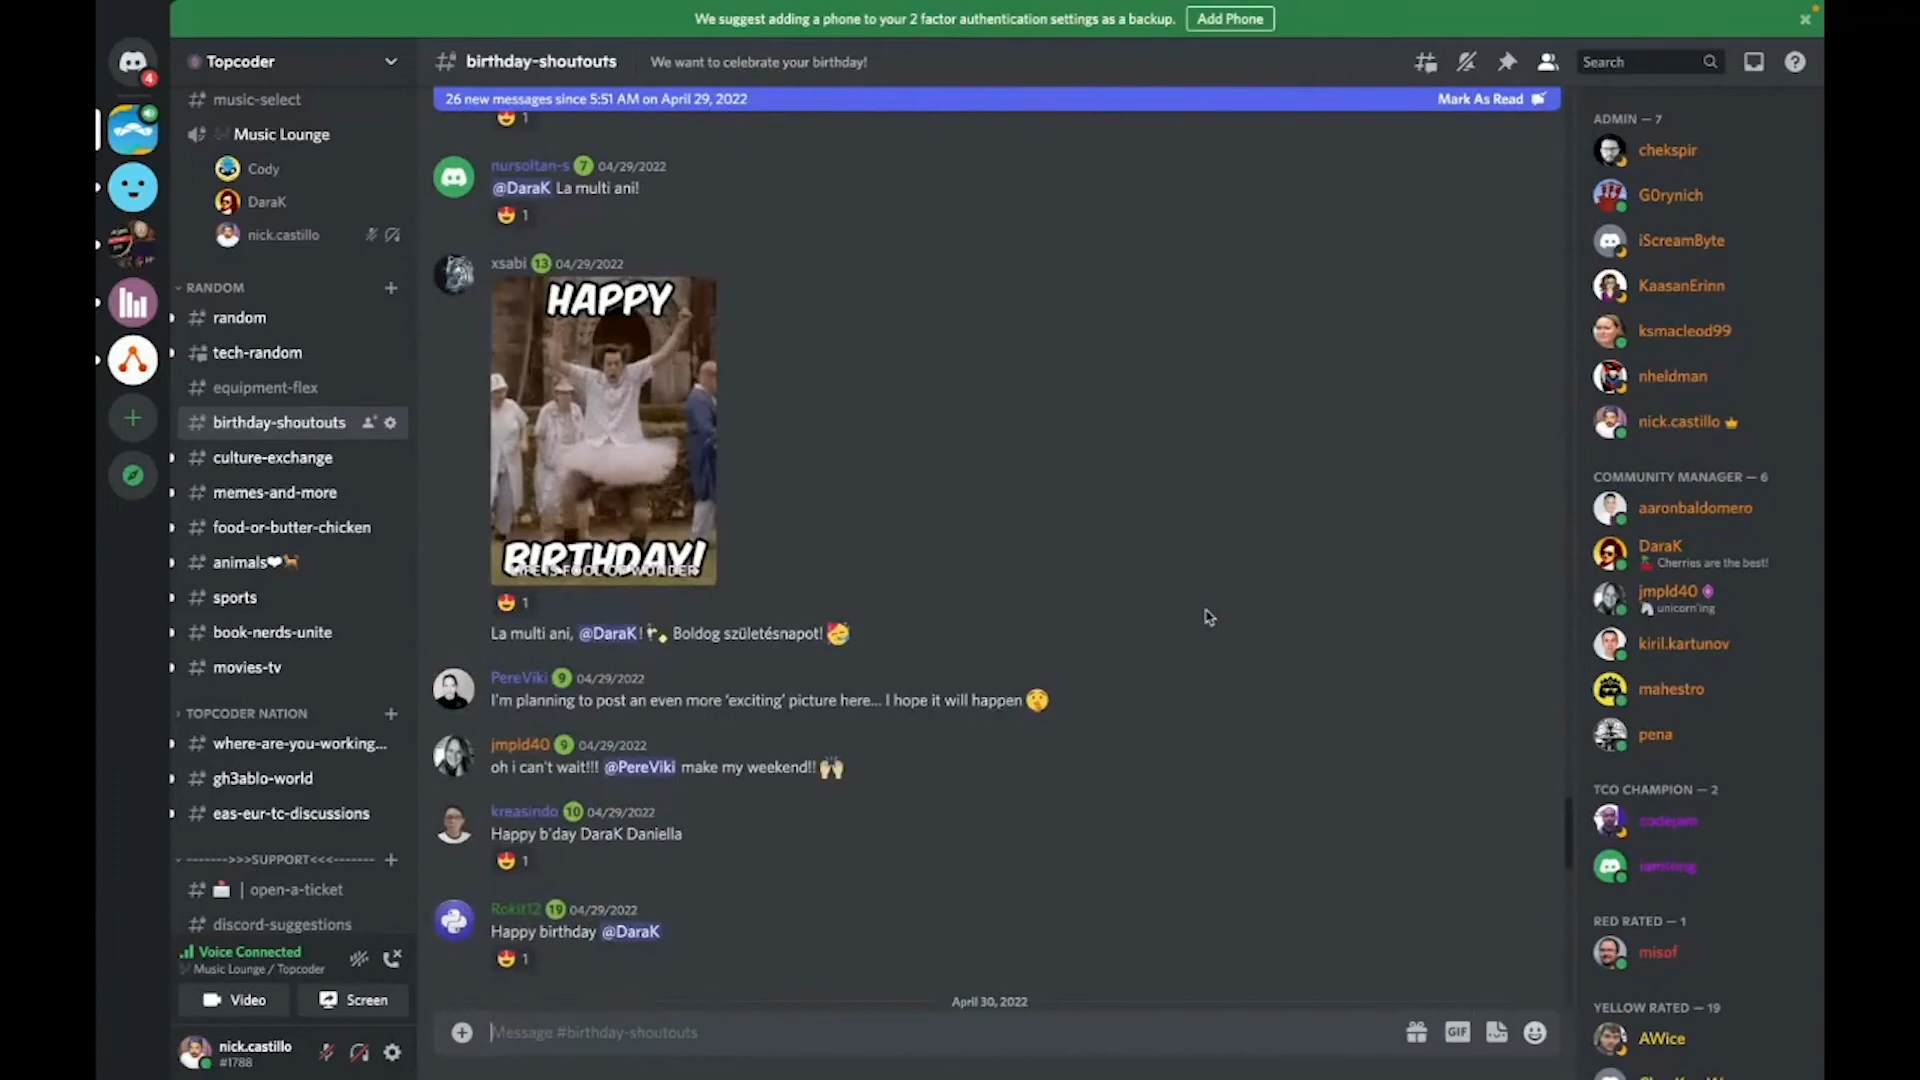 We suggest adding a phone to your 2 factor authentication settings as a backup. Add Phone
4
Topcoder
music-select
Music Lounge
Cody
DaraK
nick.castillo
RANDOM
random
tech-random
equipment-flex
birthday-shoutouts
culture-exchange
memes-and-more
food-or-butter-chicken
animals❤🐕
sports
book-nerds-unite
movies-tv
TOPCODER NATION
where-are-you-working...
gh3ablo-world
eas-eur-tc-discussions
------->>>SUPPORT<<<-------
| open-a-ticket
discord-suggestions
Voice Connected
Music Lounge / Topcoder
Video Screen
nick.castillo
#1788
birthday-shoutouts We want to celebrate your birthday!
Search
26 new messages since 5:51 AM on April 29, 2022 Mark As Read
😍 1
nursoltan-s 7 04/29/2022
@DaraK La multi ani!
😍 1
xsabi 13 04/29/2022
HAPPY
BIRTHDAY!
LIFE IS FOOL OF WONDER
😍 1
La multi ani, @DaraK! 🍾 Boldog születésnapot! 🥳
PereViki 9 04/29/2022
I'm planning to post an even more 'exciting' picture here... I hope it will happen 🤫
jmpld40 9 04/29/2022
oh i can't wait!!! @PereViki make my weekend!! 🙌🏻
kreasindo 10 04/29/2022
Happy b'day DaraK Daniella
😍 1
Rokit12 19 04/29/2022
Happy birthday @DaraK
😍 1
April 30, 2022
Message #birthday-shoutouts
GIF
ADMIN — 7
chekspir
G0rynich
iScreamByte
KaasanErinn
ksmacleod99
nheldman
nick.castillo
COMMUNITY MANAGER — 6
aaronbaldomero
DaraK
🍒 Cherries are the best!
jmpld40
🦄 unicorn'ing
kiril.kartunov
mahestro
pena
TCO CHAMPION — 2
codejam
iamtong
RED RATED — 1
misof
YELLOW RATED — 19
AWice